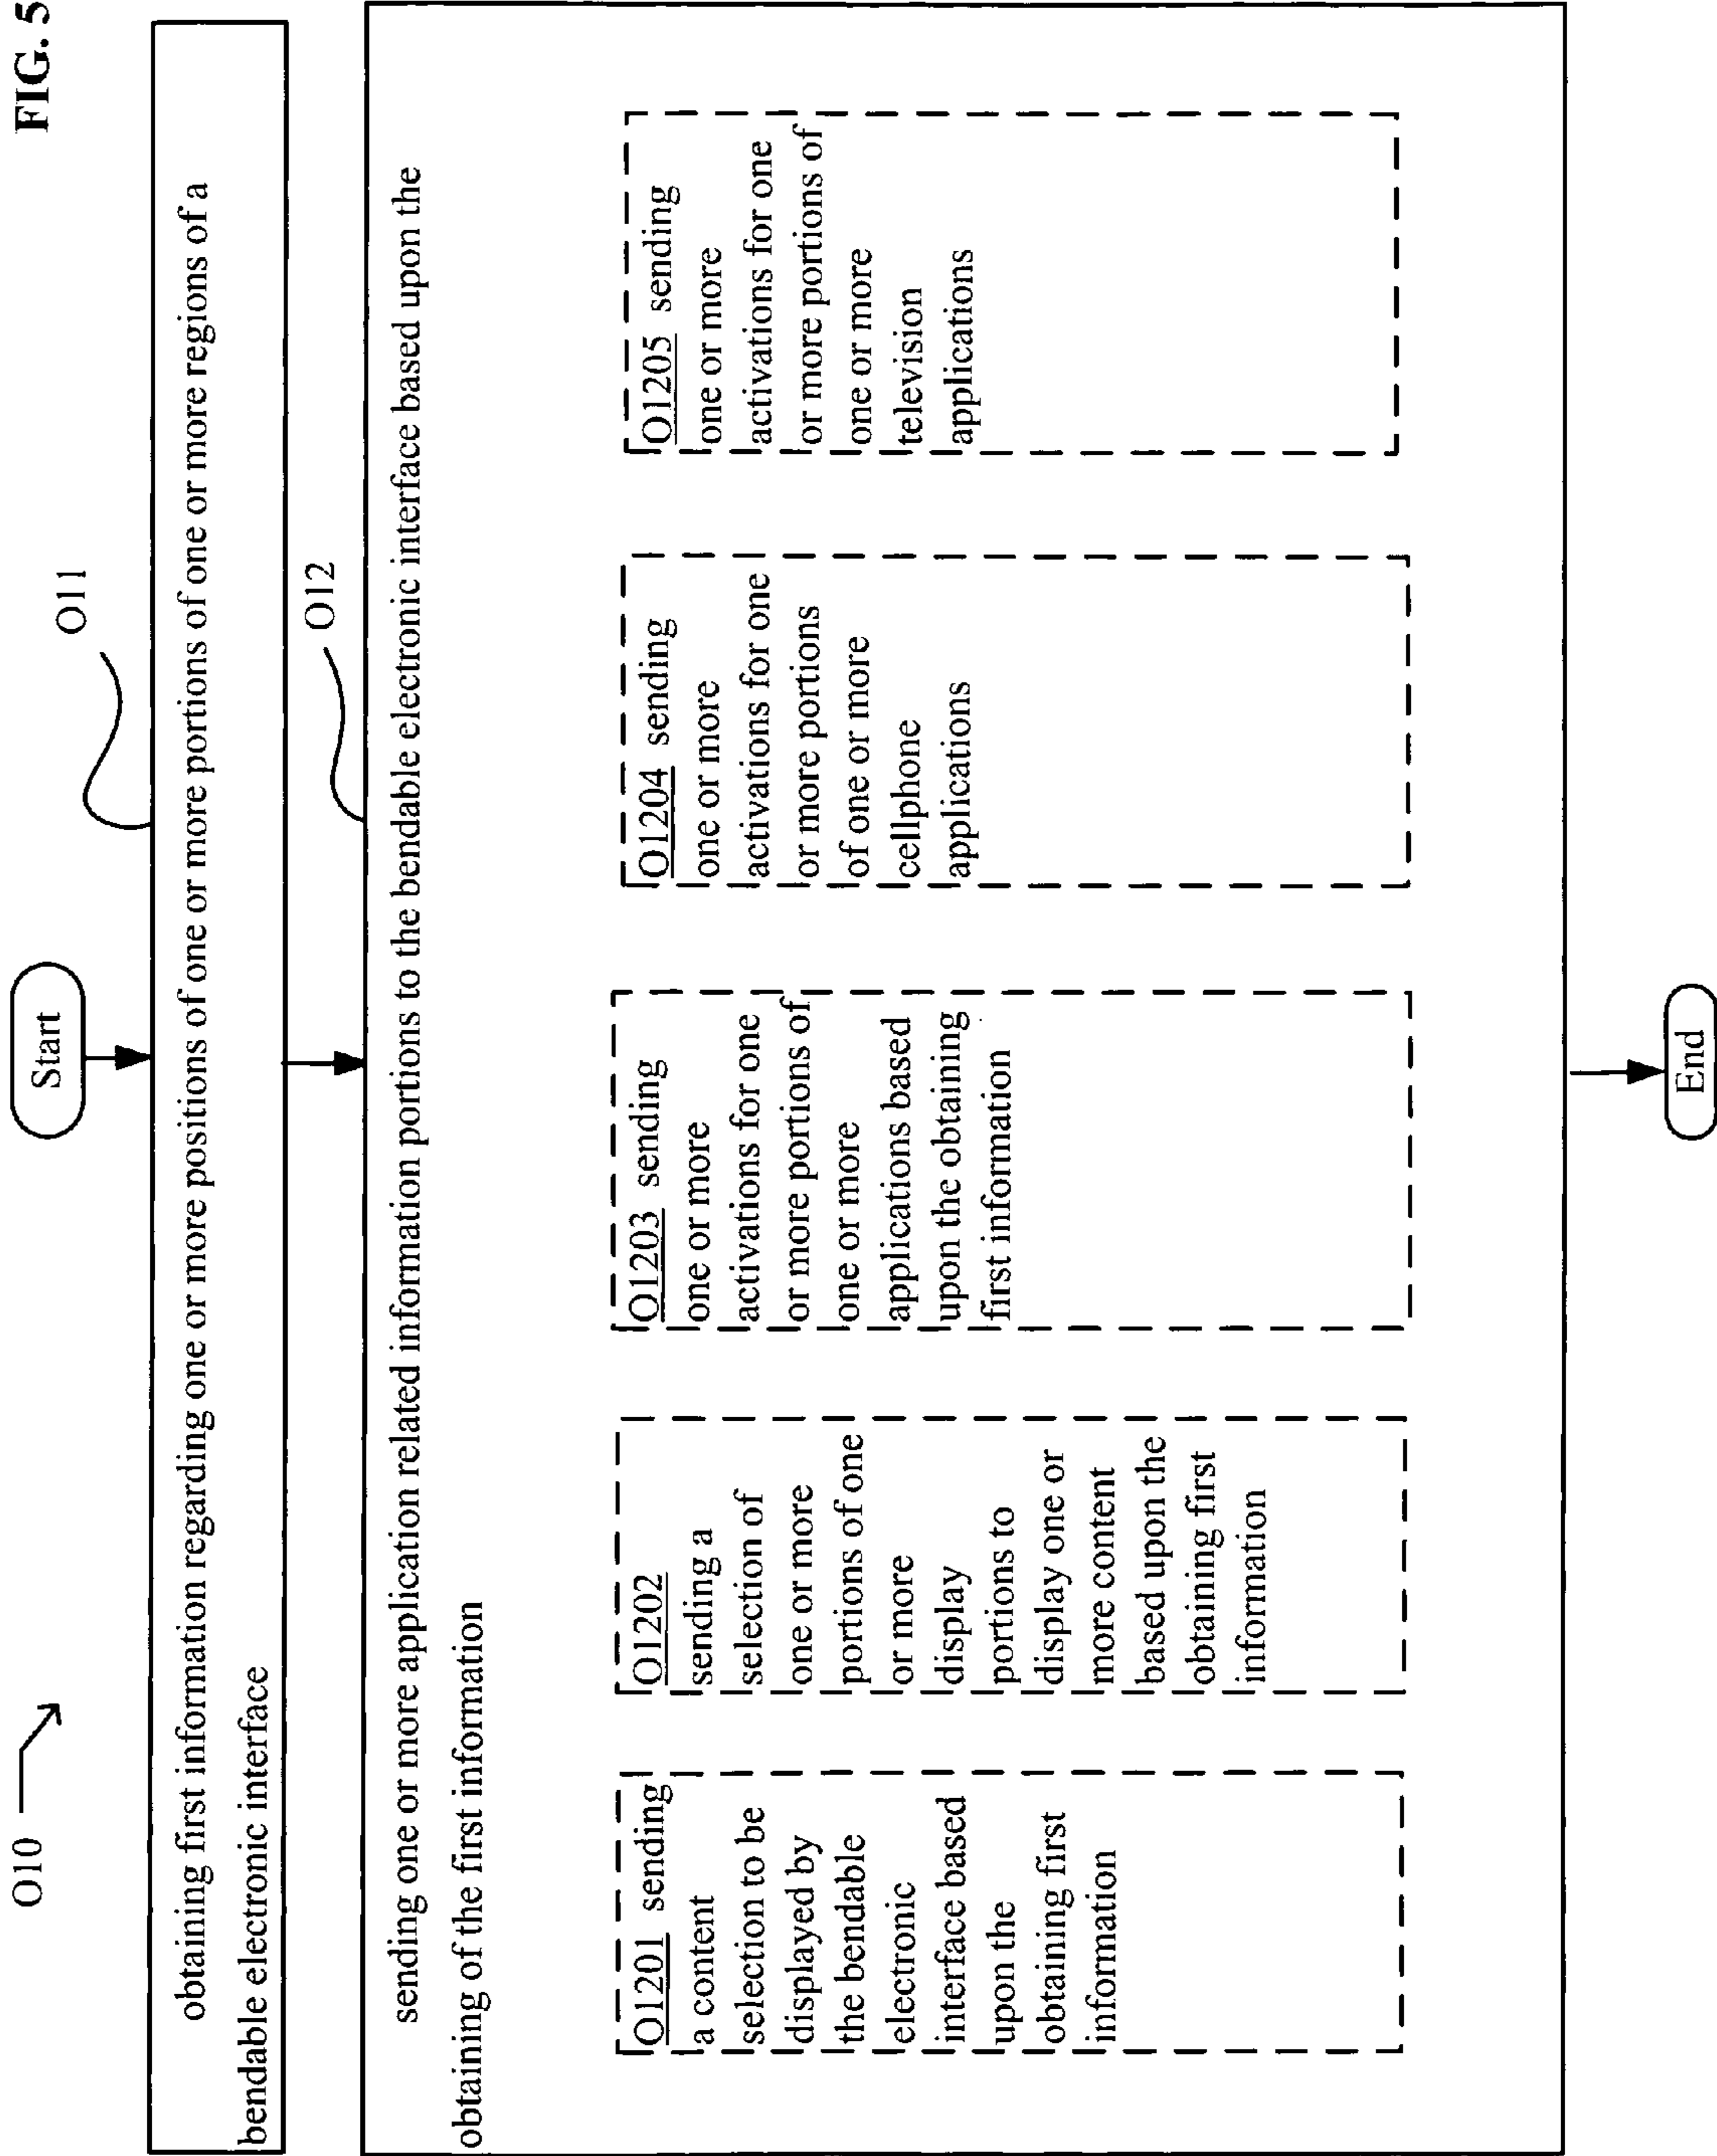 FIG. 5
O10
Start
O11
obtaining first information regarding one or more positions of one or more portions of one or more regions of a
bendable electronic interface
O12
sending one or more application related information portions to the bendable electronic interface based upon the
obtaining of the first information
O1201 sending
a content
selection to be
displayed by
the bendable
electronic
interface based
upon the
obtaining first
information
O1202
sending a
selection of
one or more
portions of one
or more
display
portions to
display one or
more content
based upon the
obtaining first
information
O1203 sending
one or more
activations for one
or more portions of
one or more
applications based
upon the obtaining
first information
O1204 sending
one or more
activations for one
or more portions
of one or more
cellphone
applications
O1205 sending
one or more
activations for one
or more portions of
one or more
television
applications
End